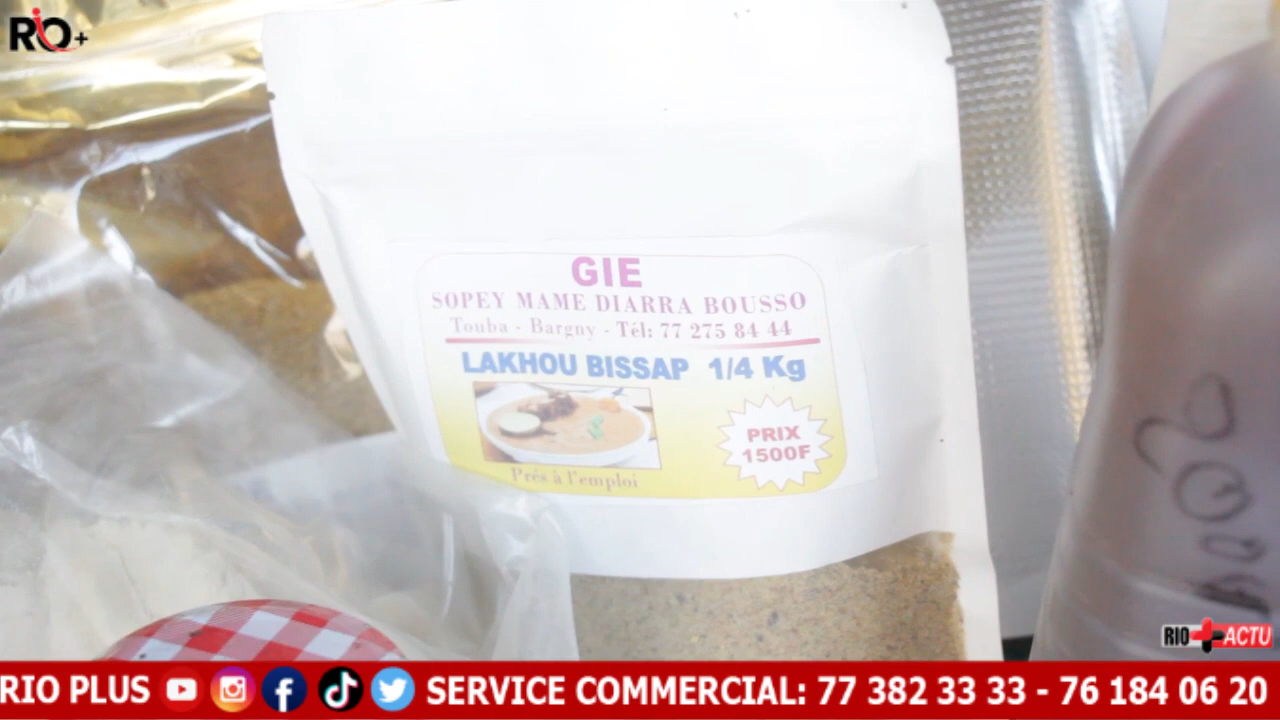 RiO+
GIE
SOPEY MAME DIARRA BOUSSO
Touba - Bargny - Tél: 77 275 84 44
LAKHOU BISSAP 1/4 Kg
PRIX
1500F
Prés à l'emploi
RIO+ACTU
RIO PLUS SERVICE COMMERCIAL: 77 382 33 33 - 76 184 06 20